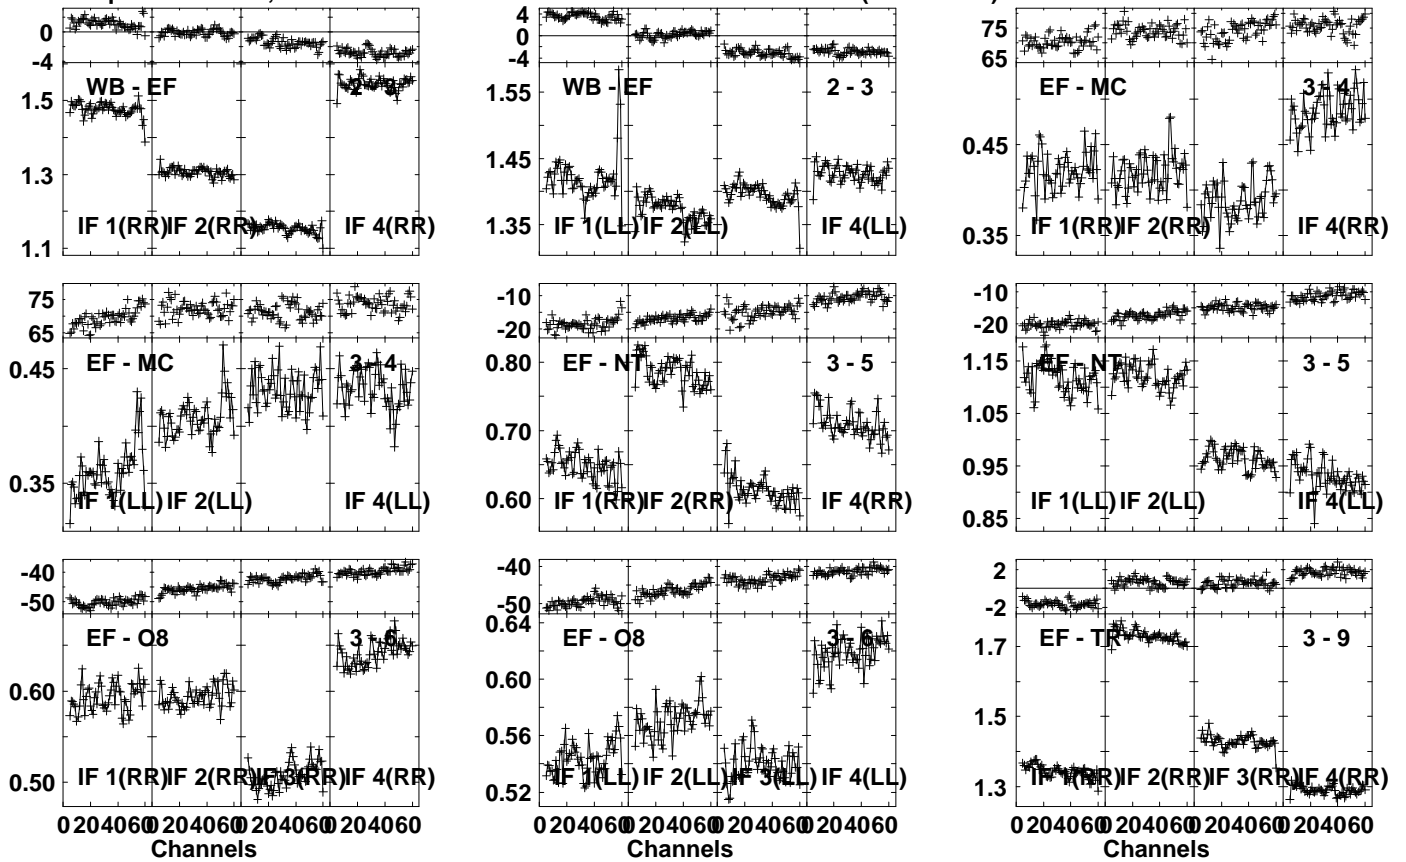 0
-4
WB - EF
2 - 3
1.5
1.3
1.1
IF 1(RR) IF 2(RR) IF 4(RR)
4
0
-4
WB - EF
2 - 3
1.55
1.45
1.35
IF 1(LL) IF 2(LL) IF 4(LL)
75
65
EF - MC
3 - 4
0.45
0.35
IF 1(RR) IF 2(RR) IF 4(RR)
75
65
EF - MC
3 - 4
0.45
0.35
IF 1(LL) IF 2(LL) IF 4(LL)
-10
-20
EF - NT
3 - 5
0.80
0.70
0.60
IF 1(RR) IF 2(RR) IF 4(RR)
-10
-20
EF - NT
3 - 5
1.15
1.05
0.95
0.85
IF 1(LL) IF 2(LL) IF 4(LL)
-40
-50
EF - O8
3 - 6
0.60
0.50
IF 1(RR) IF 2(RR) IF 3(RR) IF 4(RR)
0 204060 0 204060 0 204060 0 204060
Channels
-40
-50
EF - O8
3 - 6
0.64
0.60
0.56
0.52
IF 1(LL) IF 2(LL) IF 3(LL) IF 4(LL)
0 204060 0 204060 0 204060 0 204060
Channels
2
-2
EF - TR
3 - 9
1.7
1.5
1.3
IF 1(RR) IF 2(RR) IF 3(RR) IF 4(RR)
0 204060 0 204060 0 204060 0 204060
Channels